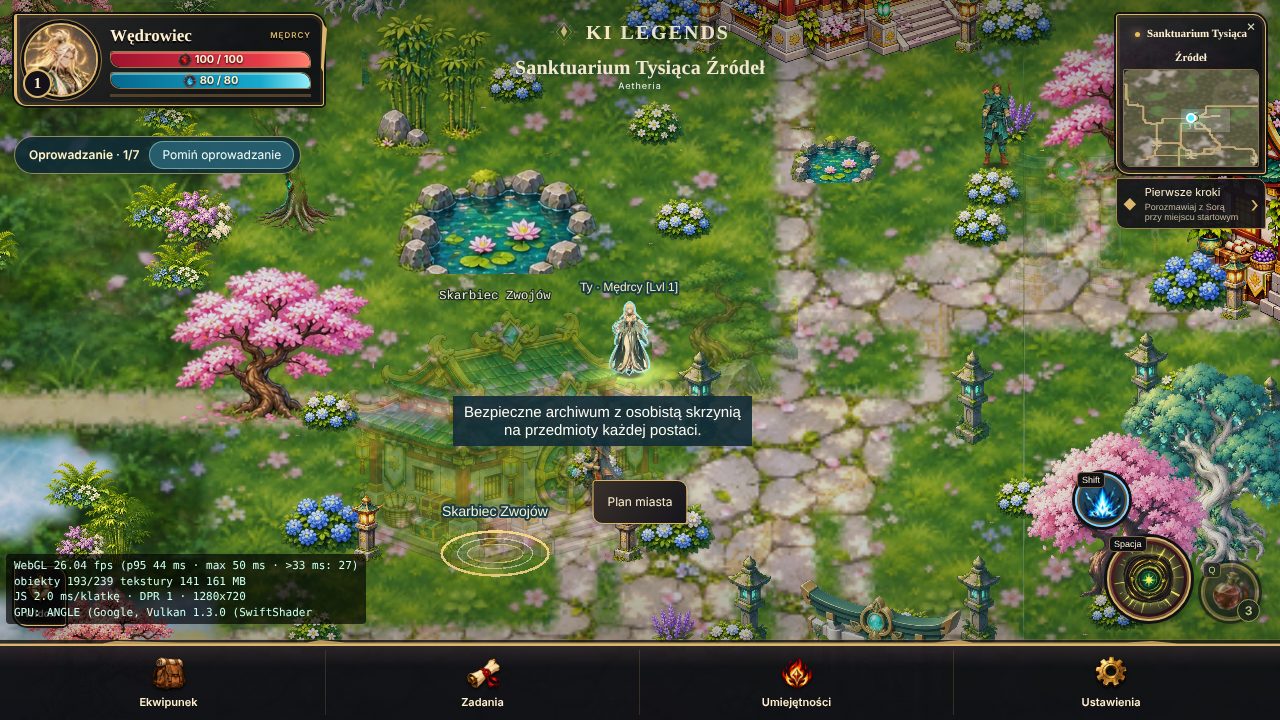 Wędrowiec
MĘDRCY
100 / 100
80 / 80
1
KI LEGENDS
Sanktuarium Tysiąca Źródeł
Aetheria
Sanktuarium Tysiąca
Źródeł
×
Oprowadzanie · 1/7
Pomiń oprowadzanie
Pierwsze kroki
Porozmawiaj z Sorą
przy miejscu startowym
Skarbiec Zwojów
Ty · Mędrcy [Lvl 1]
Bezpieczne archiwum z osobistą skrzynią
na przedmioty każdej postaci.
Plan miasta
Skarbiec Zwojów
Shift
Spacja
Q
3
WebGL 26.04 fps (p95 44 ms · max 50 ms · >33 ms: 27)
obiekty 193/239 tekstury 141 161 MB
JS 2.0 ms/klatkę · DPR 1 · 1280x720
GPU: ANGLE (Google, Vulkan 1.3.0 (SwiftShader
Ekwipunek
Zadania
Umiejętności
Ustawienia